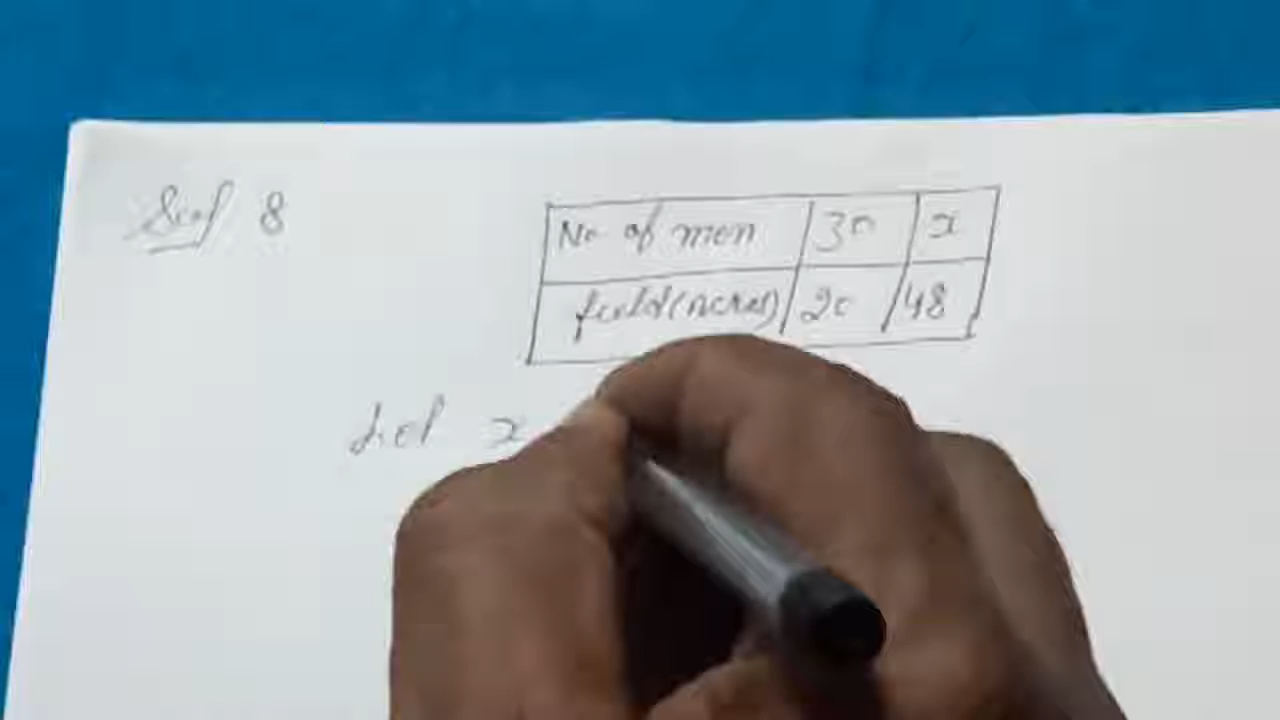 Sol 8
No of men 30 x
field(acres) 20 48
Let x